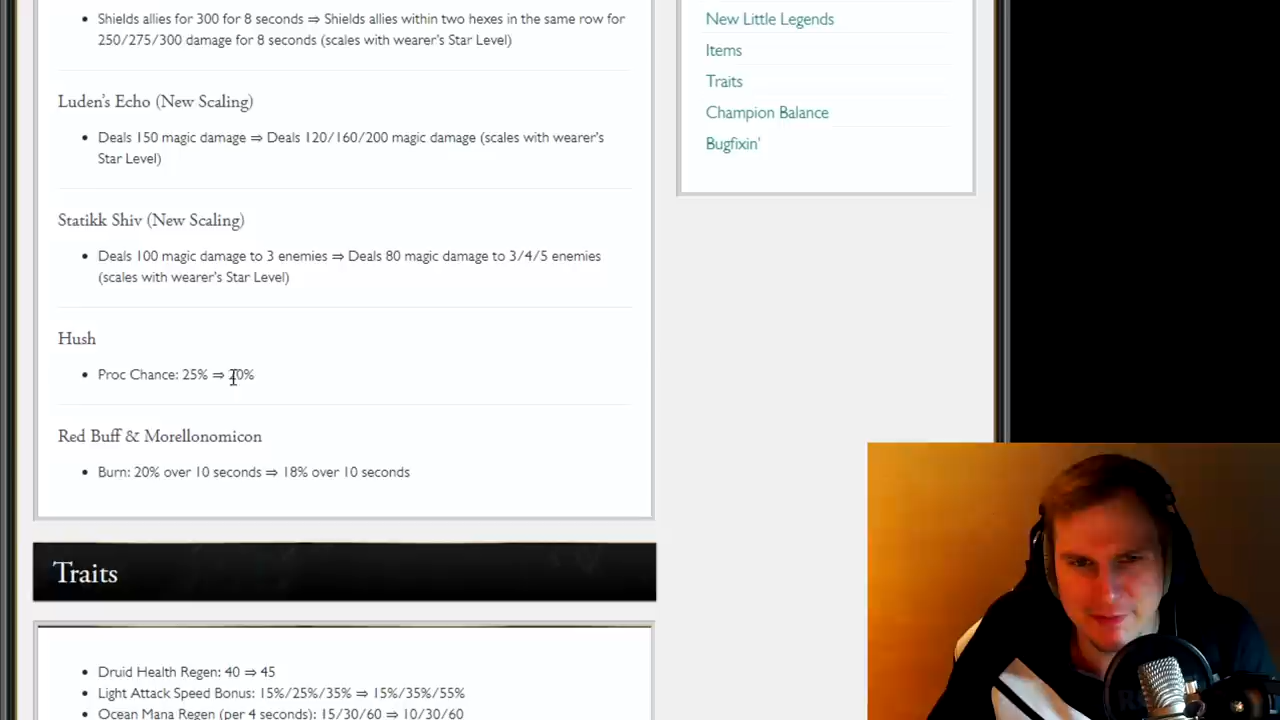 Shields allies for 300 for 8 seconds ⇒ Shields allies within two hexes in the same row for
250/275/300 damage for 8 seconds (scales with wearer's Star Level)
Luden's Echo (New Scaling)
Deals 150 magic damage ⇒ Deals 120/160/200 magic damage (scales with wearer's
Star Level)
Statikk Shiv (New Scaling)
Deals 100 magic damage to 3 enemies ⇒ Deals 80 magic damage to 3/4/5 enemies
(scales with wearer's Star Level)
Hush
Proc Chance: 25% ⇒ 20%
Red Buff & Morellonomicon
Burn: 20% over 10 seconds ⇒ 18% over 10 seconds
Traits
Druid Health Regen: 40 ⇒ 45
Light Attack Speed Bonus: 15%/25%/35% ⇒ 15%/35%/55%
Ocean Mana Regen (per 4 seconds): 15/30/60 ⇒ 10/30/60
New Little Legends
Items
Traits
Champion Balance
Bugfixin'